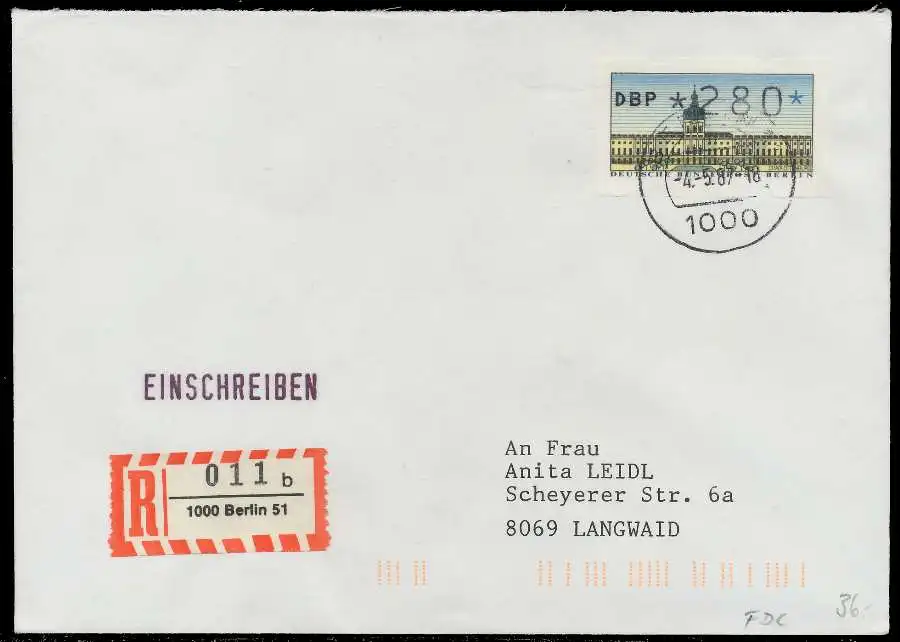 DBP *280*
DEUTSCHE BUNDESPOST BERLIN
-4.-5.87-18
1000
EINSCHREIBEN
R
011 b
1000 Berlin 51
An Frau
Anita LEIDL
Scheyerer Str. 6a
8069 LANGWAID
FDC
36.-